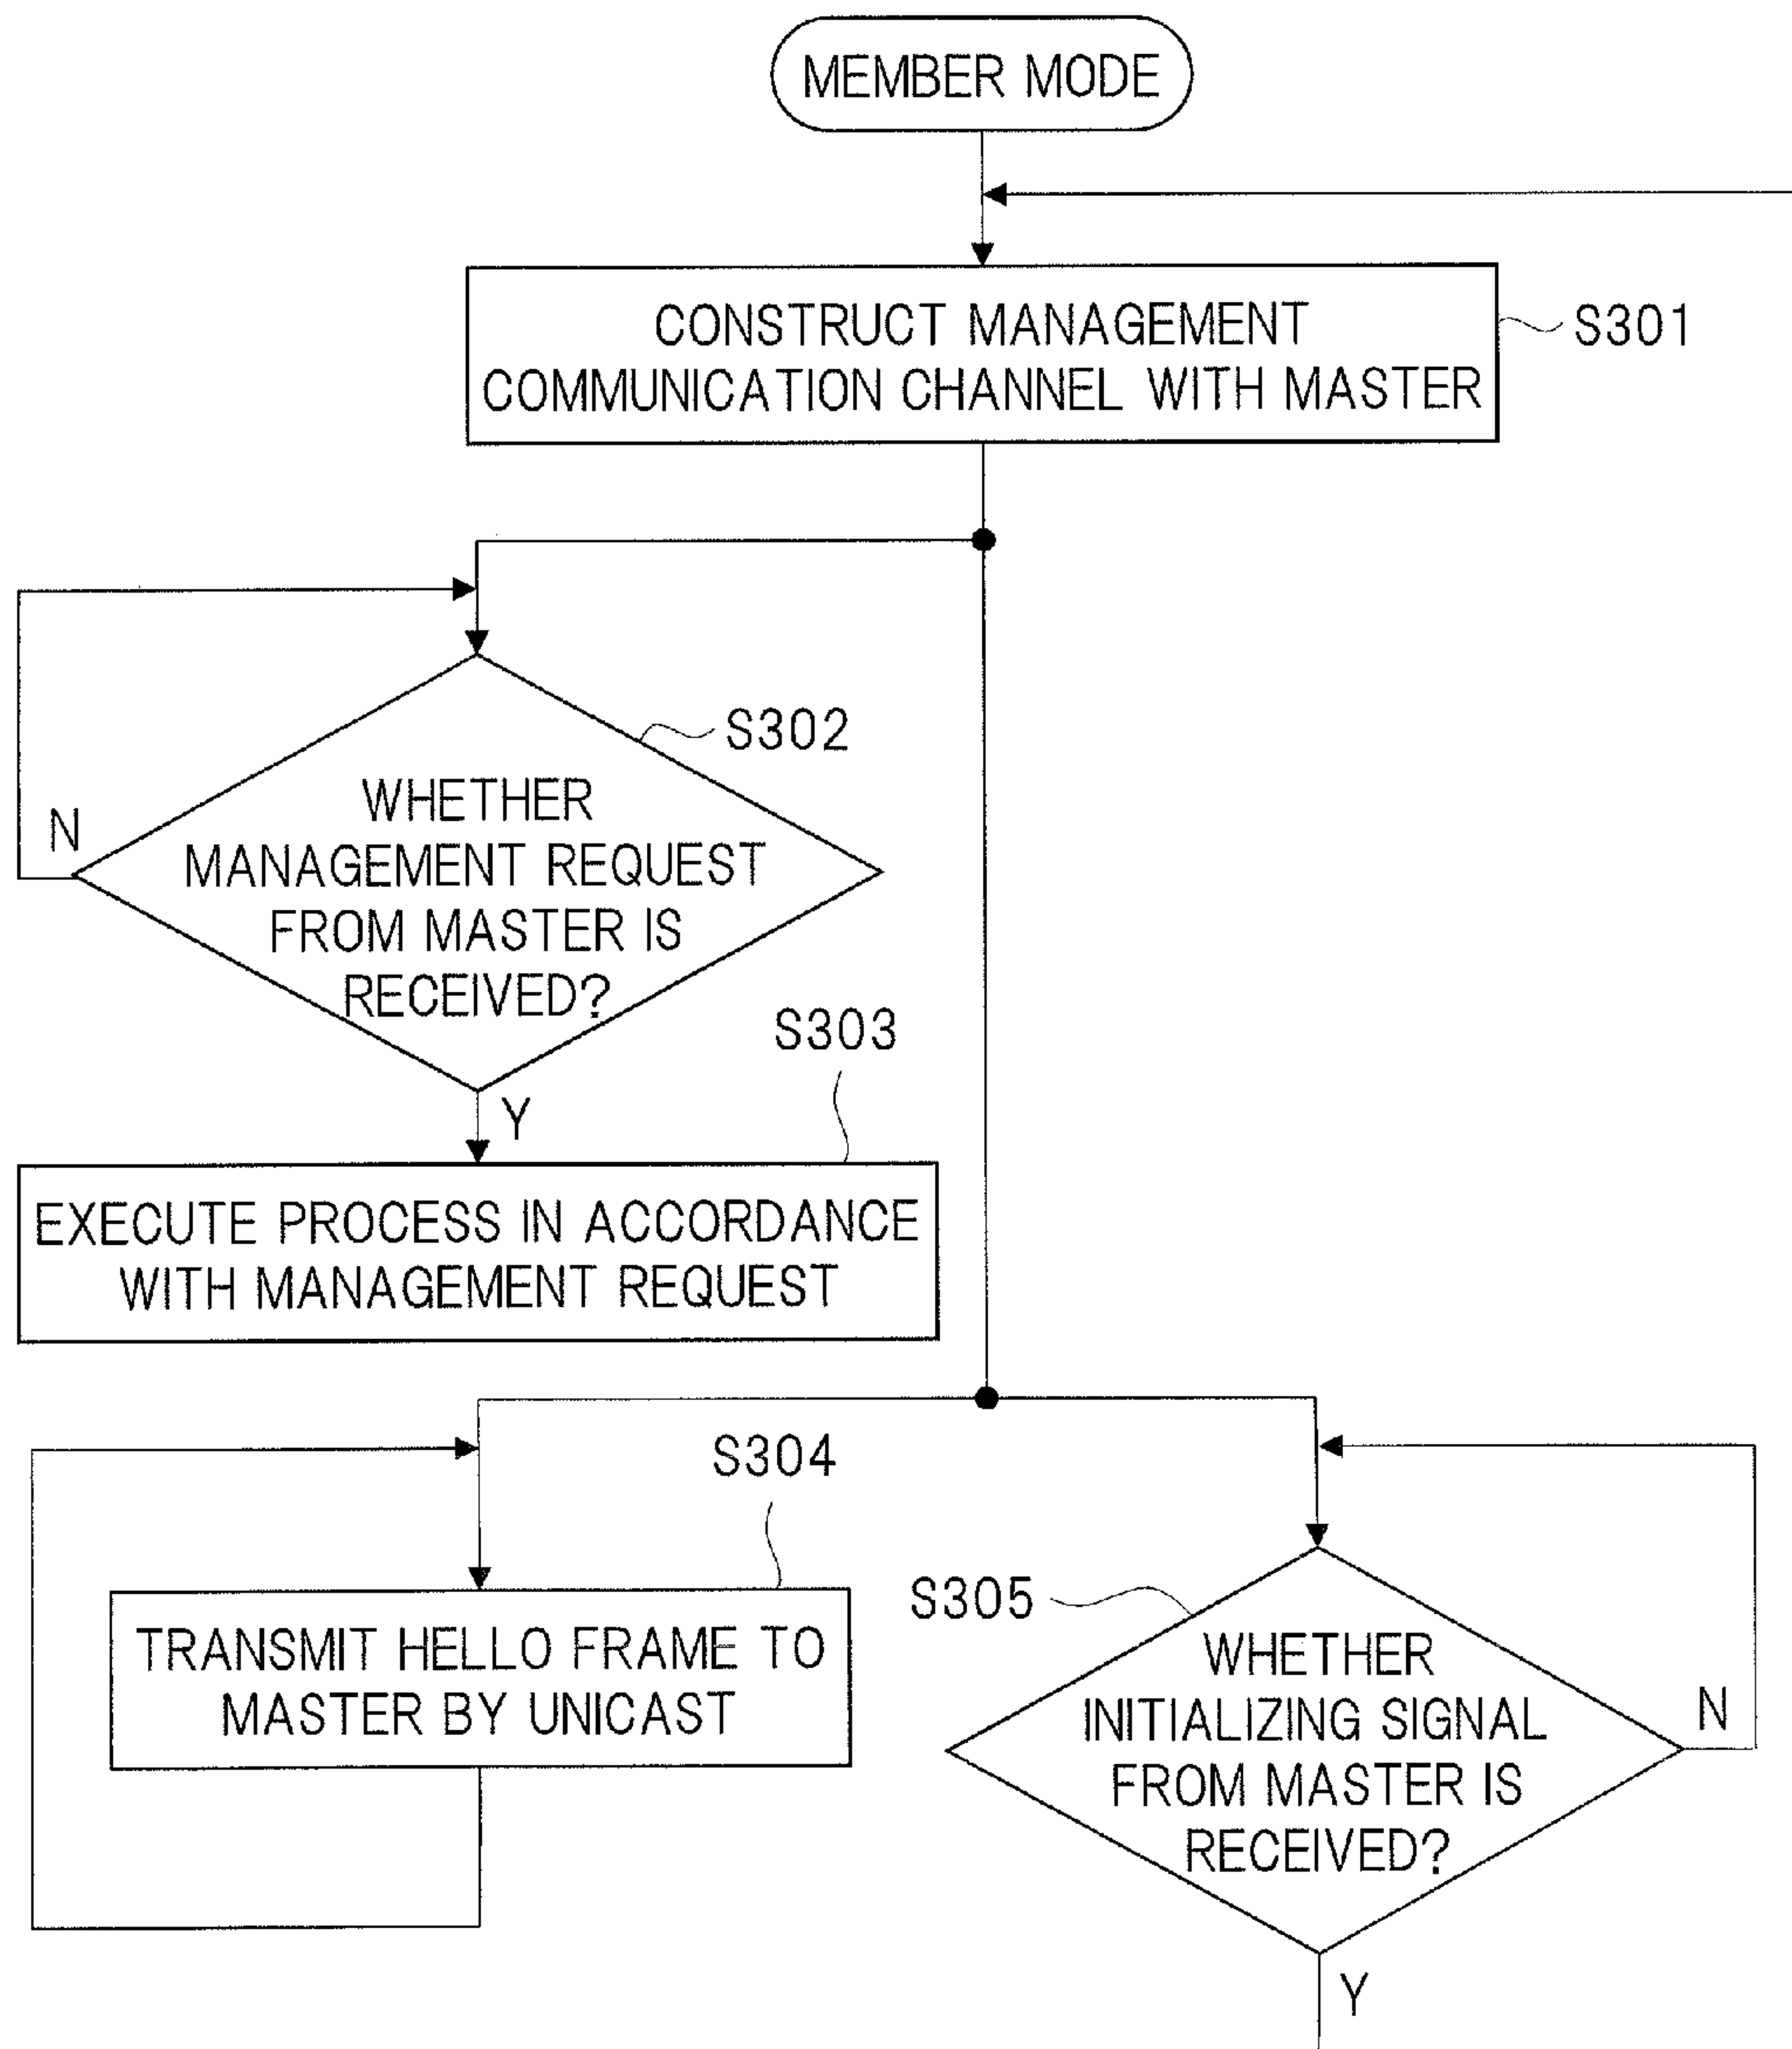 MEMBER MODE
CONSTRUCT MANAGEMENT
COMMUNICATION CHANNEL WITH MASTER
S301
S302
WHETHER
MANAGEMENT REQUEST
FROM MASTER IS
RECEIVED?
N
Y
S303
EXECUTE PROCESS IN ACCORDANCE
WITH MANAGEMENT REQUEST
S304
TRANSMIT HELLO FRAME TO
MASTER BY UNICAST
S305
WHETHER
INITIALIZING SIGNAL
FROM MASTER IS
RECEIVED?
N
Y